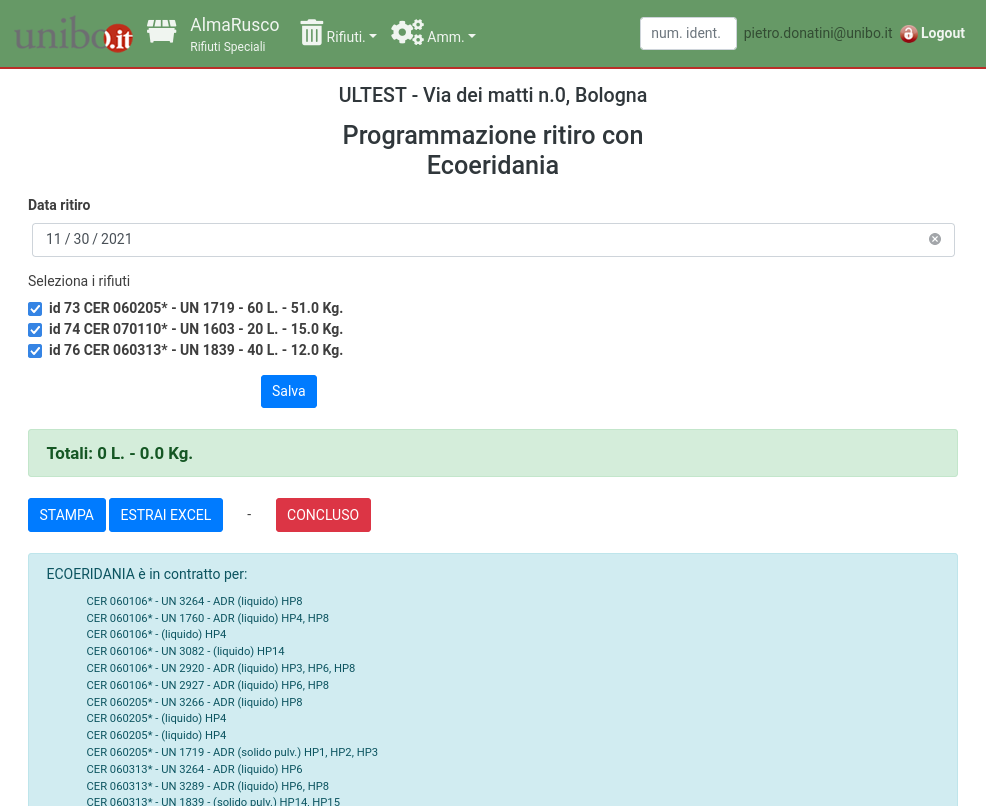 unibo.it
AlmaRusco
Rifiuti Speciali
Rifiuti.
Amm.
num. ident.
pietro.donatini@unibo.it
Logout
ULTEST - Via dei matti n.0, Bologna
Programmazione ritiro con
Ecoeridania
Data ritiro
11 / 30 / 2021
Seleziona i rifiuti
id 73 CER 060205* - UN 1719 - 60 L. - 51.0 Kg.
id 74 CER 070110* - UN 1603 - 20 L. - 15.0 Kg.
id 76 CER 060313* - UN 1839 - 40 L. - 12.0 Kg.
Salva
Totali: 0 L. - 0.0 Kg.
STAMPA ESTRAI EXCEL - CONCLUSO
ECOERIDANIA è in contratto per:
CER 060106* - UN 3264 - ADR (liquido) HP8
CER 060106* - UN 1760 - ADR (liquido) HP4, HP8
CER 060106* - (liquido) HP4
CER 060106* - UN 3082 - (liquido) HP14
CER 060106* - UN 2920 - ADR (liquido) HP3, HP6, HP8
CER 060106* - UN 2927 - ADR (liquido) HP6, HP8
CER 060205* - UN 3266 - ADR (liquido) HP8
CER 060205* - (liquido) HP4
CER 060205* - (liquido) HP4
CER 060205* - UN 1719 - ADR (solido pulv.) HP1, HP2, HP3
CER 060313* - UN 3264 - ADR (liquido) HP6
CER 060313* - UN 3289 - ADR (liquido) HP6, HP8
CER 060313* - UN 1839 - (solido pulv.) HP14, HP15